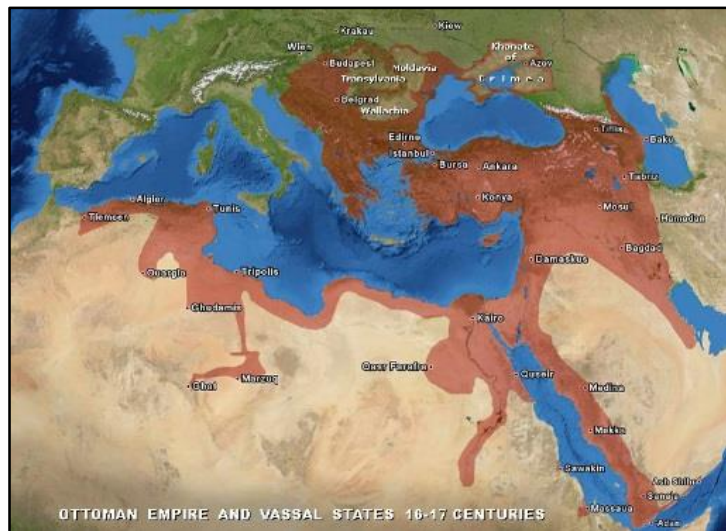 Krakau
Kiew
Wien
Khanate
of
Crimea
Azov
Budapest
Moldavia
Transylvania
Belgrad
Wallachia
Edirne
Istanbul
Bursa
Ankara
Konya
Tiflis
Baku
Tabriz
Mosul
Hamadan
Bagdad
Damaskus
Algier
Tunis
Tlemcen
Ouargla
Tripolis
Ghadamis
Ghat
Marzuq
Kairo
Qasr Farafra
Quseir
Medina
Mekka
Sawakin
Massaua
Sanaja
Aden
OTTOMAN EMPIRE AND VASSAL STATES 16-17 CENTURIES